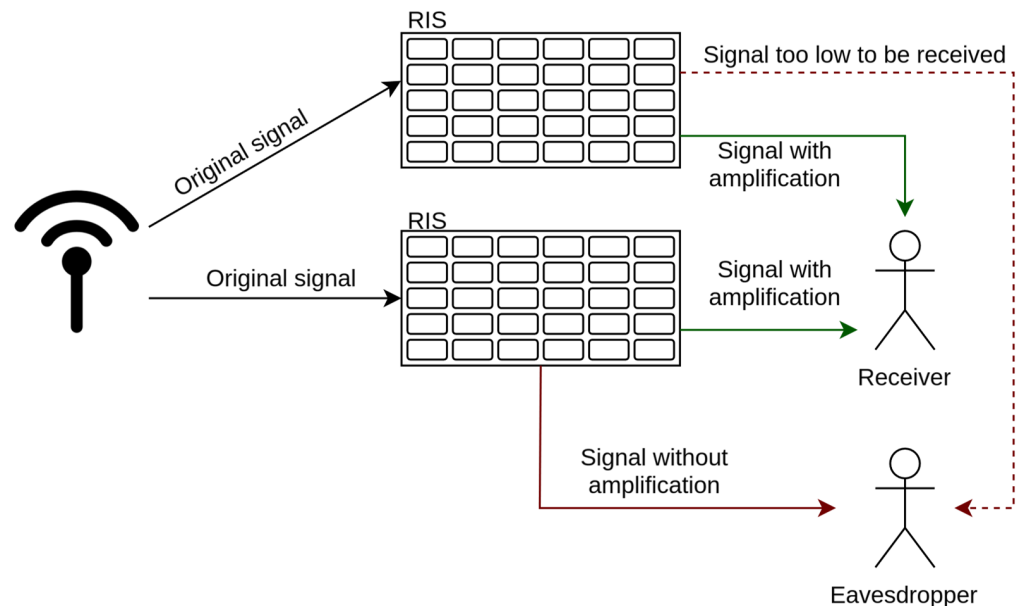 RIS
Signal too low to be received
Original signal
Signal with
amplification
RIS
Original signal
Signal with
amplification
Receiver
Signal without
amplification
Eavesdropper